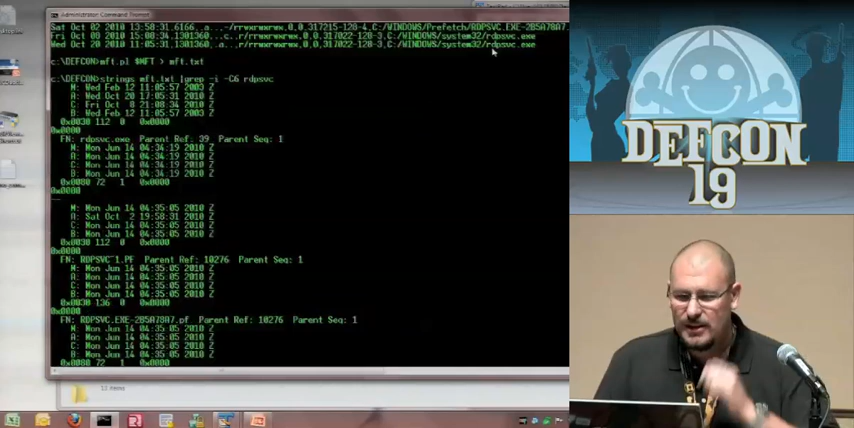 Administrator Command Prompt
Sat Oct 02 2010 13:58:31,6166,.a...-/rrwxrwxrwx,0,0,317215-128-4,C:/WINDOWS/Prefetch/RDPSVC.EXE-285A78A7.
Fri Oct 08 2010 15:08:34,1301360,..c...r/rrwxrwxrwx,0,0,317022-128-3,C:/WINDOWS/system32/rdpsvc.exe
Wed Oct 20 2010 11:05:31,1301360,.a...r/rrwxrwxrwx,0,0,317022-128-3,C:/WINDOWS/system32/rdpsvc.exe
c:\DEFCON>mft.pl $MFT > mft.txt
c:\DEFCON>strings mft.txt |grep -i -C6 rdpsvc
M: Wed Feb 12 11:05:57 2003 Z
A: Wed Oct 20 17:05:31 2010 Z
C: Fri Oct 8 21:08:34 2010 Z
B: Wed Feb 12 11:05:57 2003 Z
0x0030 112 0 0x0000
0x0000
FN: rdpsvc.exe Parent Ref: 39 Parent Seq: 1
M: Mon Jun 14 04:34:19 2010 Z
A: Mon Jun 14 04:34:19 2010 Z
C: Mon Jun 14 04:34:19 2010 Z
B: Mon Jun 14 04:34:19 2010 Z
0x0080 72 1 0x0000
0x0000
--
M: Mon Jun 14 04:35:05 2010 Z
A: Sat Oct 2 19:58:31 2010 Z
C: Mon Jun 14 04:35:05 2010 Z
B: Mon Jun 14 04:35:05 2010 Z
0x0030 112 0 0x0000
0x0000
FN: RDPSVC~1.PF Parent Ref: 10276 Parent Seq: 1
M: Mon Jun 14 04:35:05 2010 Z
A: Mon Jun 14 04:35:05 2010 Z
C: Mon Jun 14 04:35:05 2010 Z
B: Mon Jun 14 04:35:05 2010 Z
0x0030 136 0 0x0000
0x0000
FN: RDPSVC.EXE-285A78A7.pf Parent Ref: 10276 Parent Seq: 1
M: Mon Jun 14 04:35:05 2010 Z
A: Mon Jun 14 04:35:05 2010 Z
C: Mon Jun 14 04:35:05 2010 Z
B: Mon Jun 14 04:35:05 2010 Z
0x0080 72 1 0x0000
12 items
DEFCON
19